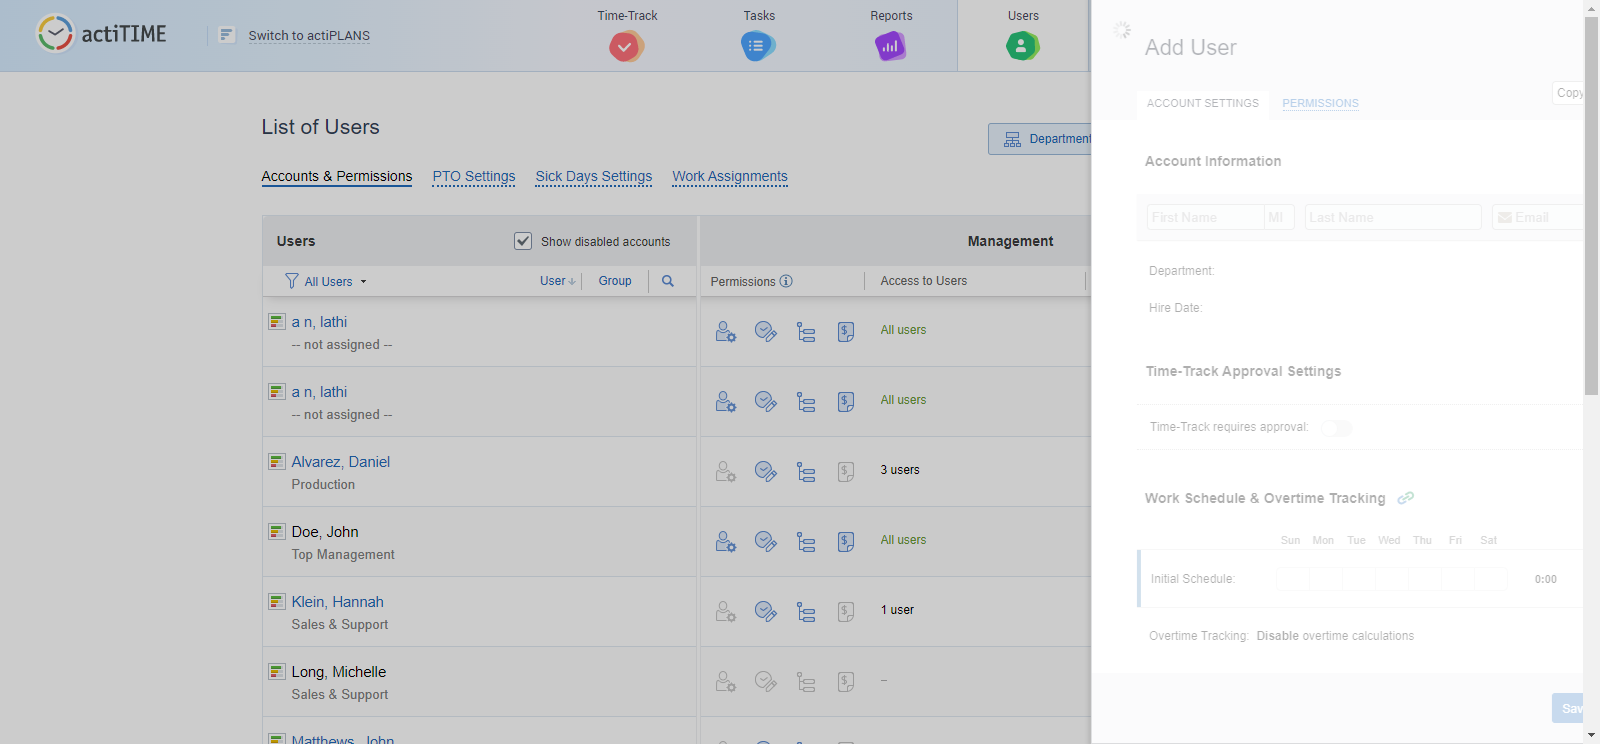 actiTIME
Switch to actiPLANS
Time-Track
Tasks
Reports
Users
Add User
ACCOUNT SETTINGS
PERMISSIONS
Copy
List of Users
Department
Accounts & Permissions
PTO Settings
Sick Days Settings
Work Assignments
Users
Show disabled accounts
Management
All Users
User
Group
Permissions
Access to Users
a n, lathi
-- not assigned --
All users
a n, lathi
-- not assigned --
All users
Alvarez, Daniel
Production
3 users
Doe, John
Top Management
All users
Klein, Hannah
Sales & Support
1 user
Long, Michelle
Sales & Support
--
Matthews, John
Account Information
First Name
MI
Last Name
Email
Department:
Hire Date:
Time-Track Approval Settings
Time-Track requires approval:
Work Schedule & Overtime Tracking
Sun Mon Tue Wed Thu Fri Sat
Initial Schedule:
0:00
Overtime Tracking: Disable overtime calculations
Sav